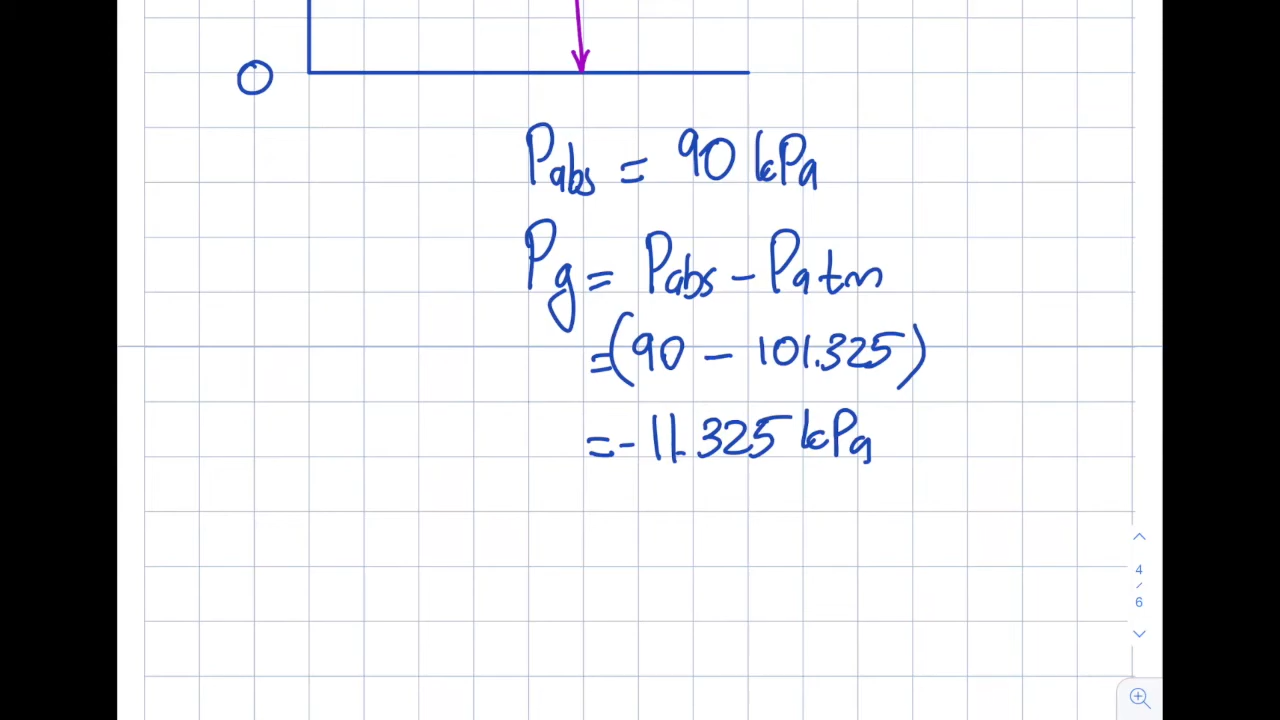 0
Pabs = 90 kPa
Pg = Pabs - Patm
=(90 - 101.325)
=-11.325 kPa
4
/
6